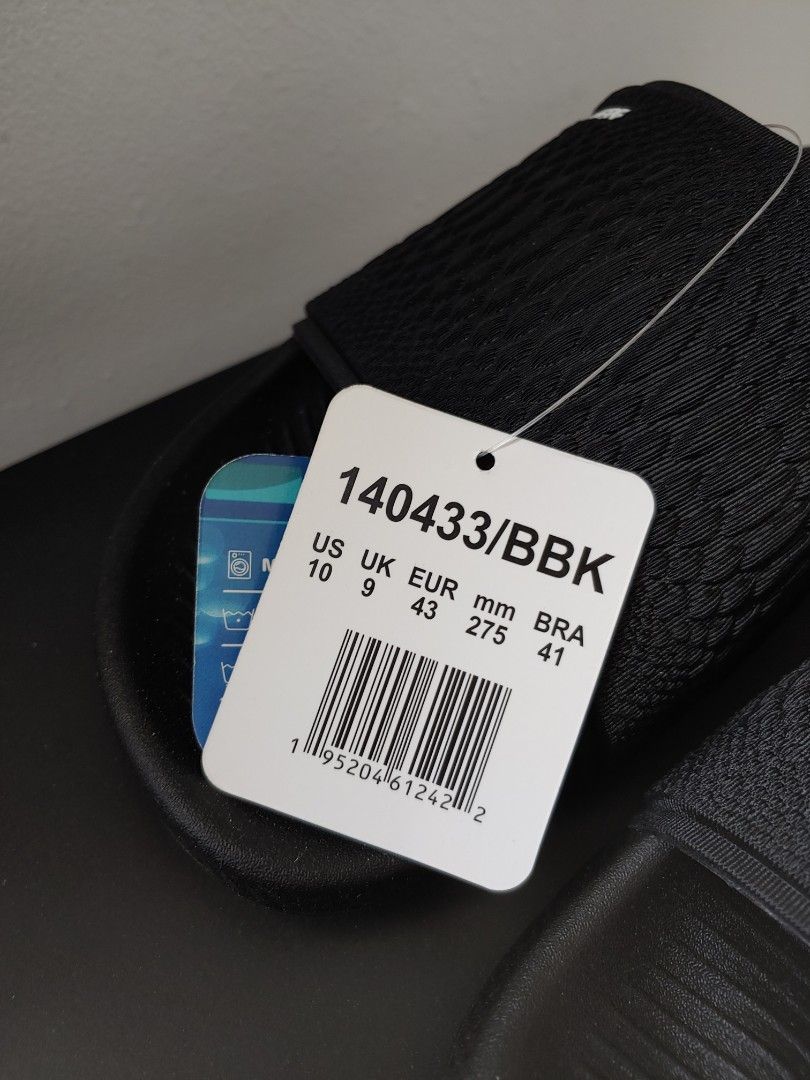 140433/BBK
US UK EUR mm BRA
10 9 43 275 41
1 95204 61242 2